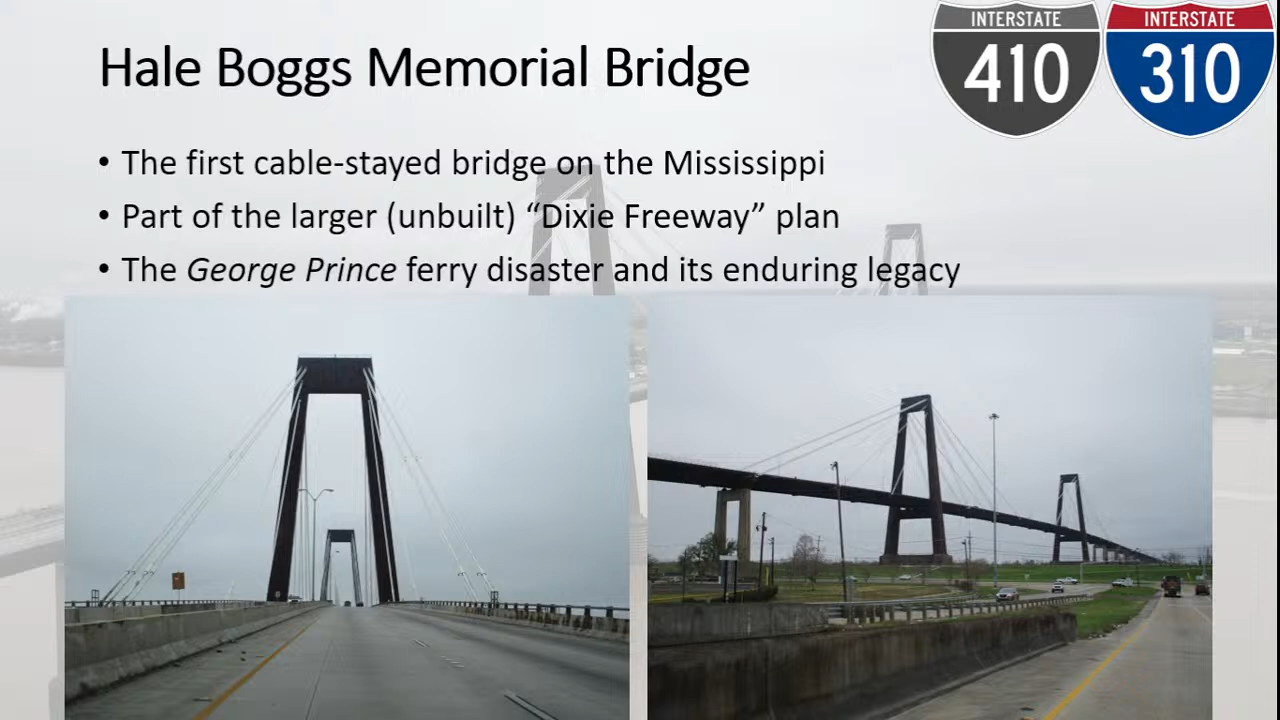 INTERSTATE
410
INTERSTATE
310
Hale Boggs Memorial Bridge
• The first cable-stayed bridge on the Mississippi
• Part of the larger (unbuilt) “Dixie Freeway” plan
• The George Prince ferry disaster and its enduring legacy